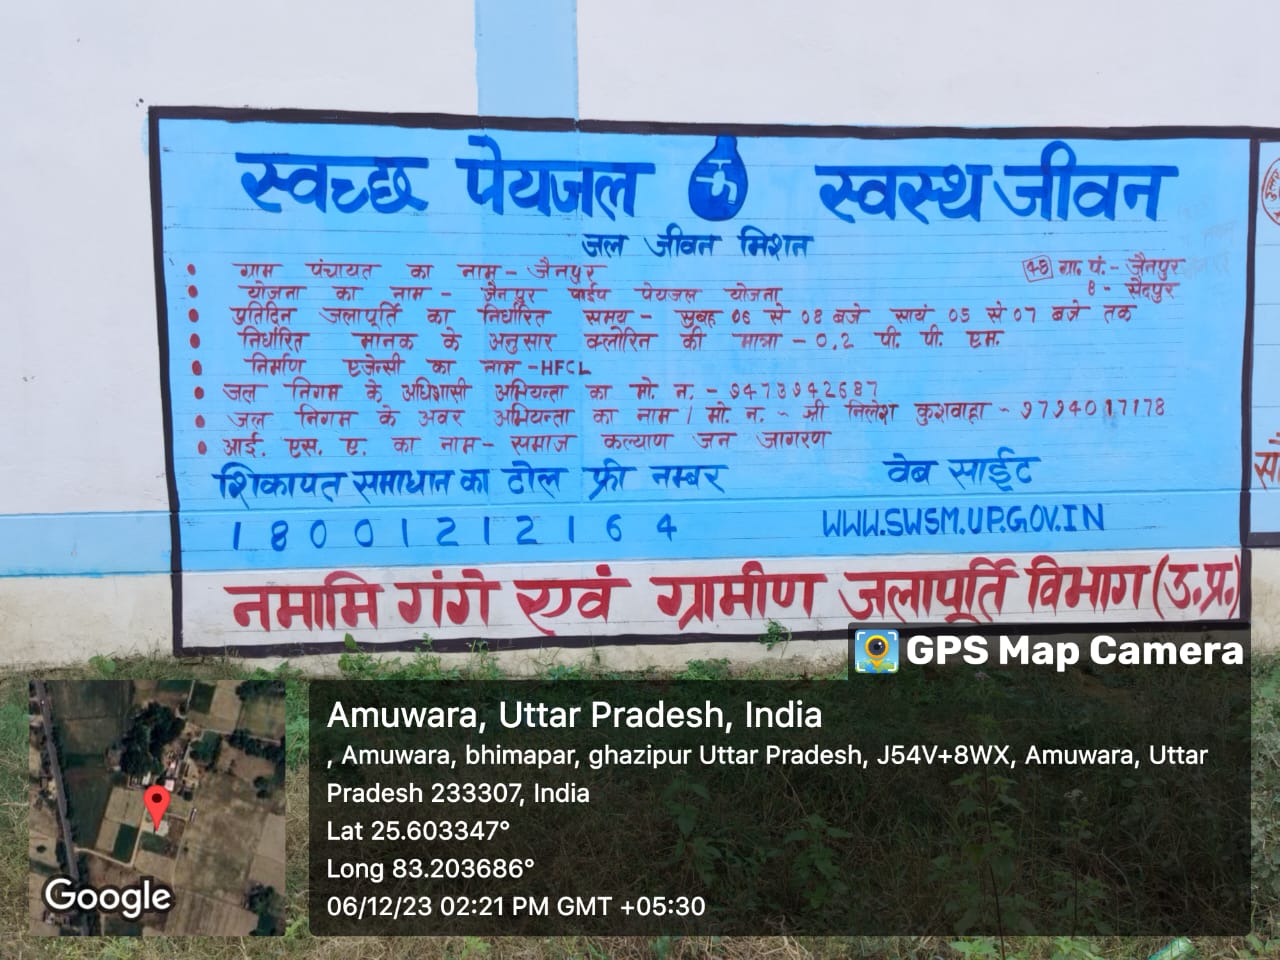 स्वच्छ पेयजल स्वस्थ जीवन
जल जीवन मिशन
ग्राम पंचायत का नाम - जैनपुर
48 ग्रा. पं. - जैनपुर
योजना का नाम - जैनपुर पाईप पेयजल योजना
B - सैदपुर
प्रतिदिन जलापूर्ति का निर्धारित समय - सुबह 06 से 08 बजे सायं 05 से 07 बजे तक
निर्धारित मानक के अनुसार क्लोरिन की मात्रा - 0.2 पी. पी. एम.
निर्माण एजेन्सी का नाम - HFCL
जल निगम के अधिशासी अभियन्ता का मो. न. - 9473942687
जल निगम के अवर अभियन्ता का नाम / मो. न. - श्री निलेश कुशवाहा - 9794017178
आई. एस. ए. का नाम - समाज कल्याण जन जागरण
शिकायत समाधान का टोल फ्री नम्बर
वेब साईट
18001212164
WWW.SWSM.UP.GOV.IN
नमामि गंगे एवं ग्रामीण जलापूर्ति विभाग (उ.प्र.)
GPS Map Camera
Amuwara, Uttar Pradesh, India
, Amuwara, bhimapar, ghazipur Uttar Pradesh, J54V+8WX, Amuwara, Uttar
Pradesh 233307, India
Lat 25.603347°
Long 83.203686°
06/12/23 02:21 PM GMT +05:30
Google